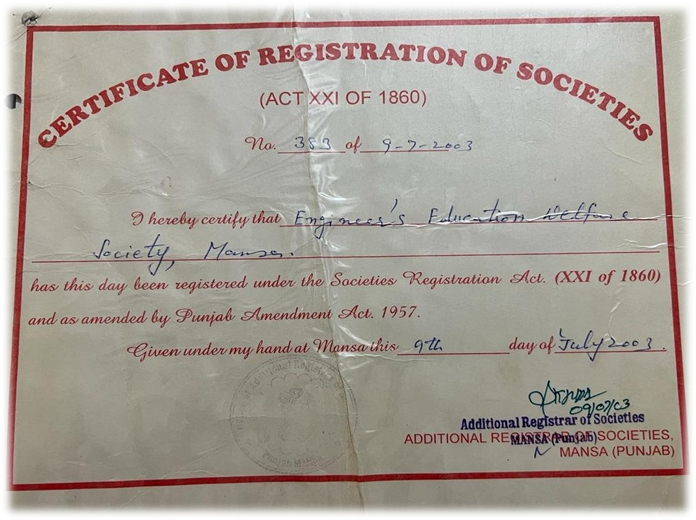 CERTIFICATE OF REGISTRATION OF SOCIETIES
(ACT XXI OF 1860)
No. 383 of 9-7-2003
I hereby certify that Engineer's Education Welfare
Society, Mansa.
has this day been registered under the Societies Registration Act. (XXI of 1860)
and as amended by Punjab Amendment Act. 1957.
Given under my hand at Mansa this 9th day of July 2003.
09/07/03
Additional Registrar of Societies
MANSA (Punjab)
ADDITIONAL REGISTRAR OF SOCIETIES,
MANSA (PUNJAB)